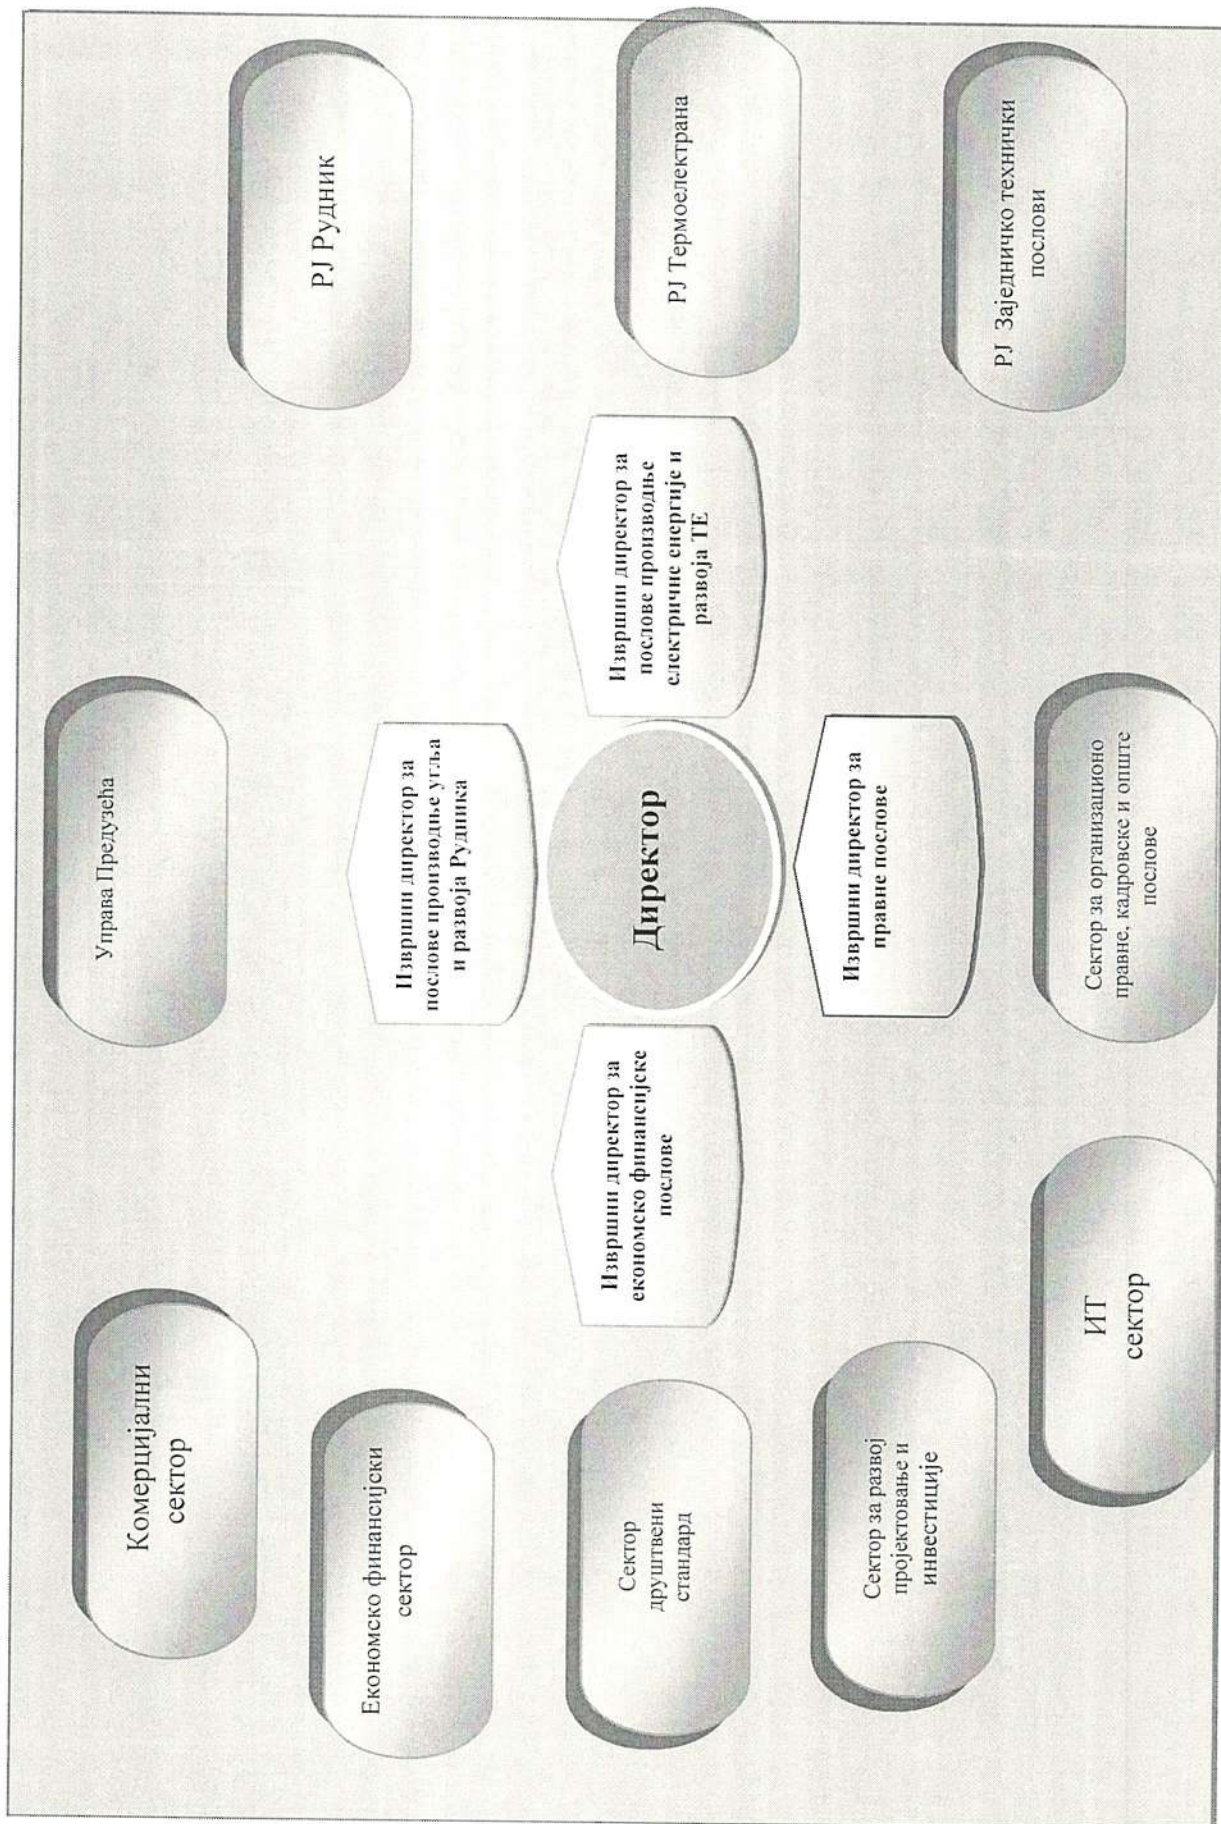 Управа Предузећа
Комерцијални
сектор
РЈ Рудник
Извршни директор за
послове производње угља
и развоја Рудника
Економско финансијски
сектор
Извршни директор за
економско финансијске
послове
Директор
Извршни директор за
послове производње
електричне енергије и
развоја ТЕ
РЈ Термоелектрана
Сектор
друштвени
стандард
Извршни директор за
правне послове
Сектор за развој
пројектовање и
инвестиције
РЈ Заједничко технички
послови
ИТ
сектор
Сектор за организационо
правне, кадровске и опште
послове